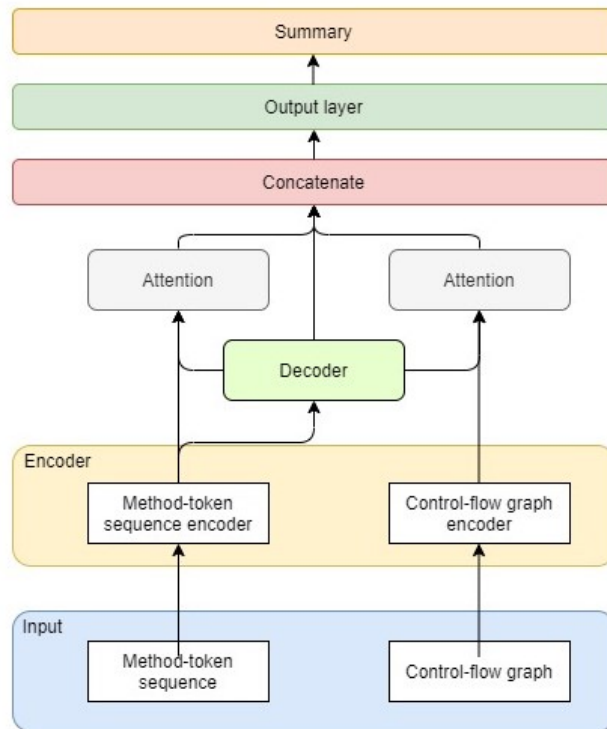 Summary
Output layer
Concatenate
Attention
Attention
Decoder
Encoder
Method-token
sequence encoder
Control-flow graph
encoder
Input
Method-token
sequence
Control-flow graph